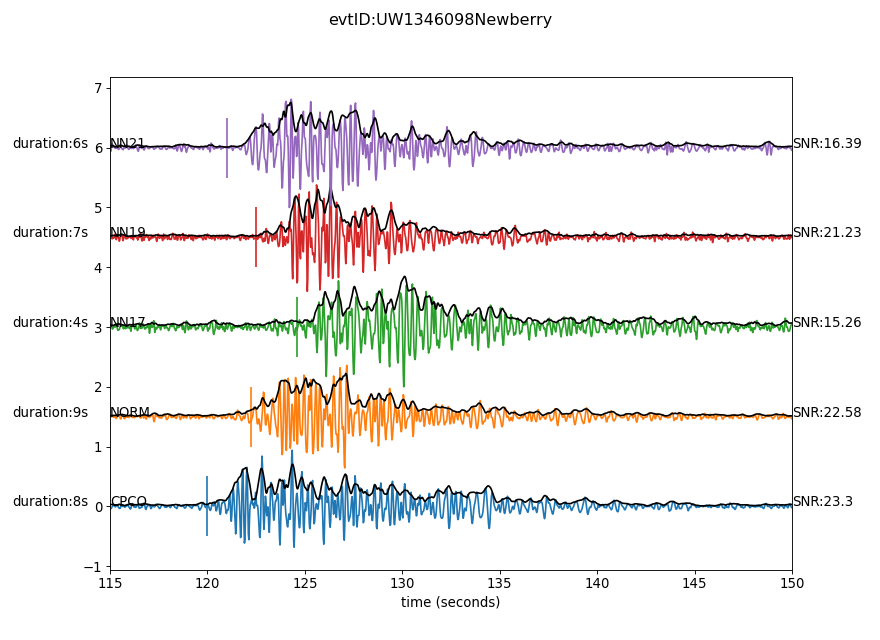 evtID:UW1346098Newberry
7
duration:6s NN21 6 SNR:16.39
5
duration:7s NN19 SNR:21.23
4
duration:4s NN17 3 SNR:15.26
2
duration:9s NORM SNR:22.58
1
duration:8s CPCO 0 SNR:23.3
−1
115 120 125 130 135 140 145 150
time (seconds)